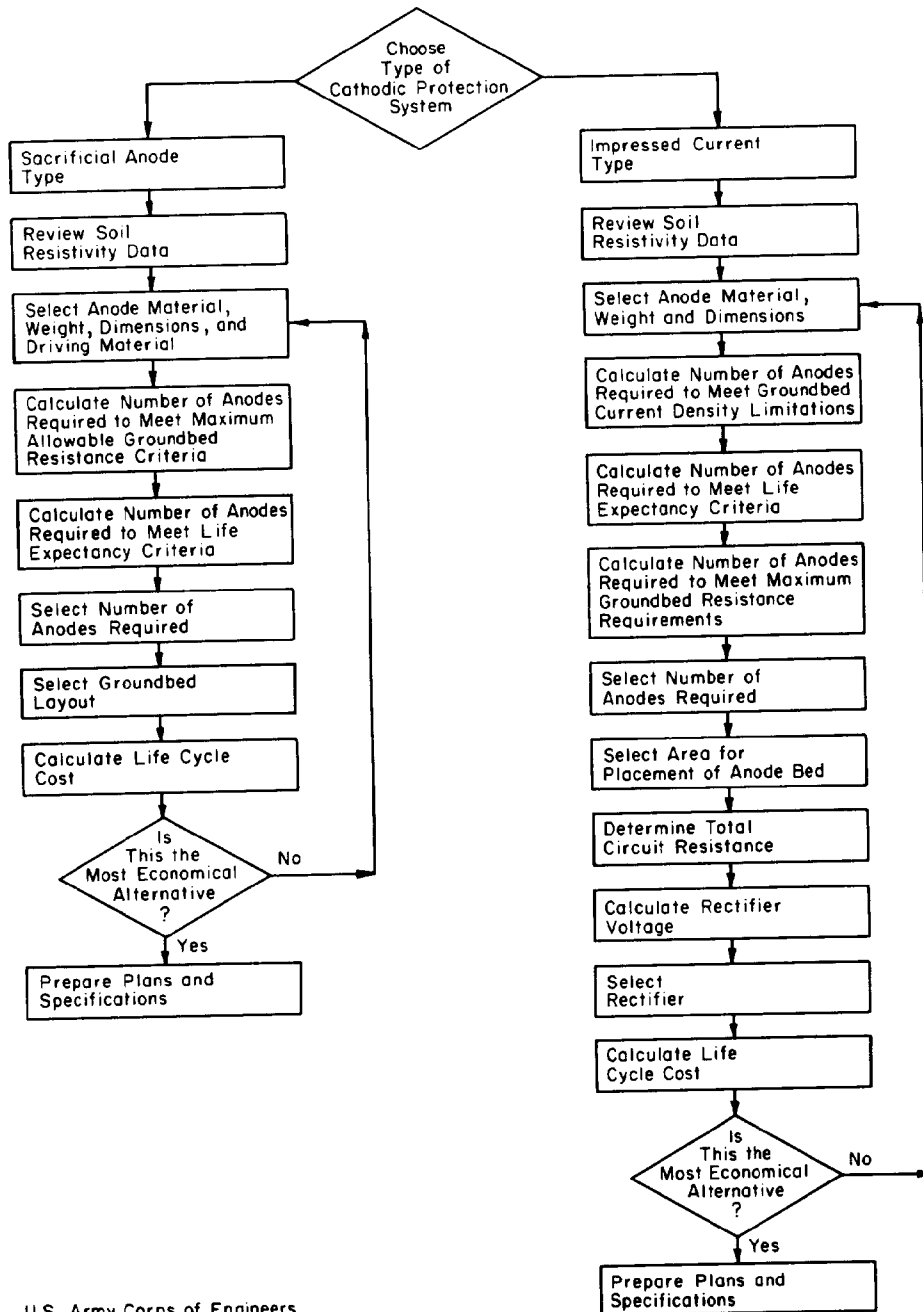 Choose
Type of
Cathodic Protection
System
Sacrificial Anode
Type
Review Soil
Resistivity Data
Select Anode Material,
Weight, Dimensions, and
Driving Material
Calculate Number of Anodes
Required to Meet Maximum
Allowable Groundbed
Resistance Criteria
Calculate Number of Anodes
Required to Meet Life
Expectancy Criteria
Select Number of
Anodes Required
Select Groundbed
Layout
Calculate Life Cycle
Cost
Is
This the
Most Economical
Alternative
?
No
Yes
Prepare Plans and
Specifications
Impressed Current
Type
Review Soil
Resistivity Data
Select Anode Material,
Weight and Dimensions
Calculate Number of Anodes
Required to Meet Groundbed
Current Density Limitations
Calculate Number of Anodes
Required to Meet Life
Expectancy Criteria
Calculate Number of Anodes
Required to Meet Maximum
Groundbed Resistance
Requirements
Select Number of
Anodes Required
Select Area for
Placement of Anode Bed
Determine Total
Circuit Resistance
Calculate Rectifier
Voltage
Select
Rectifier
Calculate Life
Cycle Cost
Is
This the
Most Economical
Alternative
?
No
Yes
Prepare Plans and
Specifications
U.S. Army Corps of Engineers